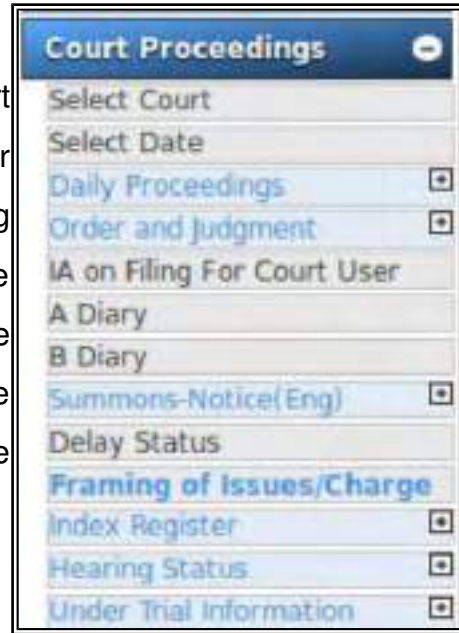 Court Proceedings
Select Court
Select Date
Daily Proceedings
Order and Judgment
IA on Filing For Court User
A Diary
B Diary
Summons-Notice(Eng)
Delay Status
Framing of Issues/Charge
Index Register
Hearing Status
Under Trial Information